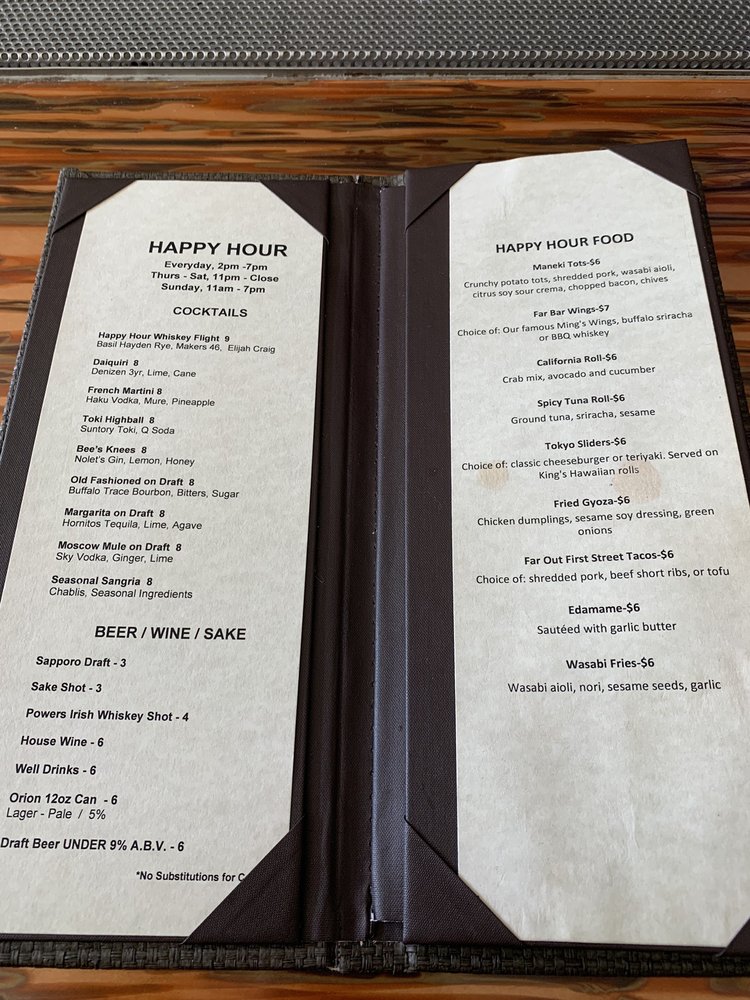 HAPPY HOUR
Everyday, 2pm -7pm
Thurs - Sat, 11pm - Close
Sunday, 11am - 7pm
COCKTAILS
Happy Hour Whiskey Flight 9
Basil Hayden Rye, Makers 46, Elijah Craig
Daiquiri 8
Denizen 3yr, Lime, Cane
French Martini 8
Haku Vodka, Mure, Pineapple
Toki Highball 8
Suntory Toki, Q Soda
Bee's Knees 8
Nolet's Gin, Lemon, Honey
Old Fashioned on Draft 8
Buffalo Trace Bourbon, Bitters, Sugar
Margarita on Draft 8
Hornitos Tequila, Lime, Agave
Moscow Mule on Draft 8
Sky Vodka, Ginger, Lime
Seasonal Sangria 8
Chablis, Seasonal Ingredients
BEER / WINE / SAKE
Sapporo Draft - 3
Sake Shot - 3
Powers Irish Whiskey Shot - 4
House Wine - 6
Well Drinks - 6
Orion 12oz Can - 6
Lager - Pale / 5%
Draft Beer UNDER 9% A.B.V. - 6
*No Substitutions for
HAPPY HOUR FOOD
Maneki Tots-$6
Crunchy potato tots, shredded pork, wasabi aioli,
citrus soy sour crema, chopped bacon, chives
Far Bar Wings-$7
Choice of: Our famous Ming's Wings, buffalo sriracha
or BBQ whiskey
California Roll-$6
Crab mix, avocado and cucumber
Spicy Tuna Roll-$6
Ground tuna, sriracha, sesame
Tokyo Sliders-$6
Choice of: classic cheeseburger or teriyaki. Served on
King's Hawaiian rolls
Fried Gyoza-$6
Chicken dumplings, sesame soy dressing, green
onions
Far Out First Street Tacos-$6
Choice of: shredded pork, beef short ribs, or tofu
Edamame-$6
Sautéed with garlic butter
Wasabi Fries-$6
Wasabi aioli, nori, sesame seeds, garlic